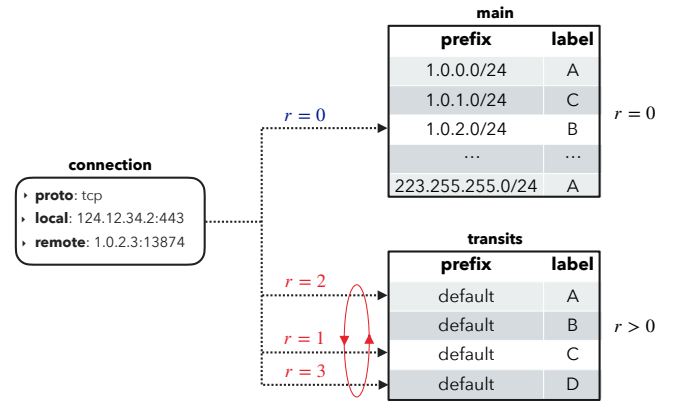 main
prefix label
1.0.0.0/24 A
1.0.1.0/24 C
r = 0
1.0.2.0/24 B
r = 0
... ...
223.255.255.0/24 A
connection
proto: tcp
local: 124.12.34.2:443
remote: 1.0.2.3:13874
transits
prefix label
r = 2
default A
default B
r > 0
r = 1
default C
r = 3
default D